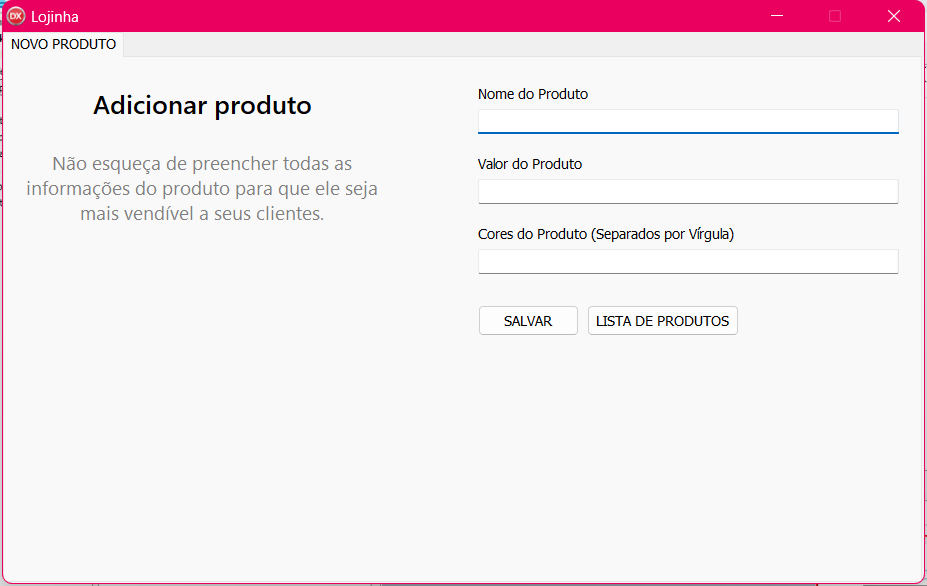 DX Lojinha
NOVO PRODUTO
Adicionar produto
Não esqueça de preencher todas as
informações do produto para que ele seja
mais vendível a seus clientes.
Nome do Produto
Valor do Produto
Cores do Produto (Separados por Vírgula)
SALVAR LISTA DE PRODUTOS